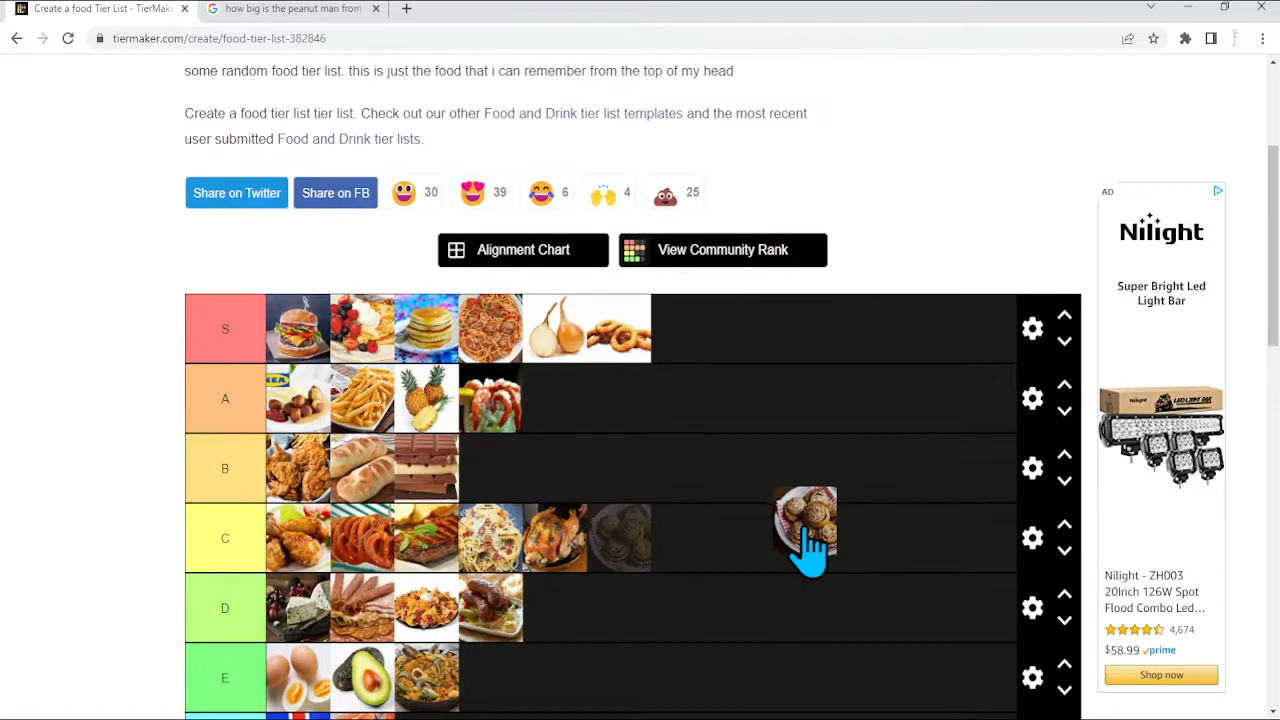 Create a food Tier List - TierMake
how big is the peanut man from
tiermaker.com/create/food-tier-list-382846
some random food tier list. this is just the food that i can remember from the top of my head
Create a food tier list tier list. Check out our other Food and Drink tier list templates and the most recent
user submitted Food and Drink tier lists.
Share on Twitter
Share on FB
30
39
6
4
25
Alignment Chart
View Community Rank
AD
Nilight
Super Bright Led
Light Bar
S
IKEA
A
B
C
D
E
Nilight - ZH003
20Inch 126W Spot
Flood Combo Led...
4,674
$58.99 prime
Shop now